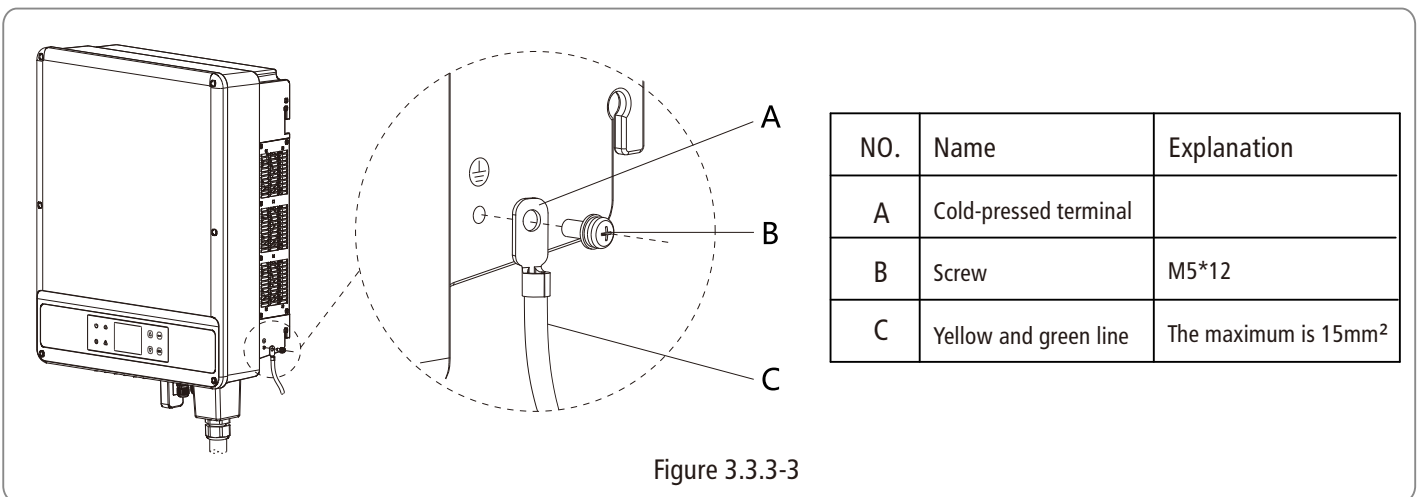 A
B
C
NO. Name Explanation
A Cold-pressed terminal
B Screw M5*12
C Yellow and green line The maximum is 15mm²
Figure 3.3.3-3